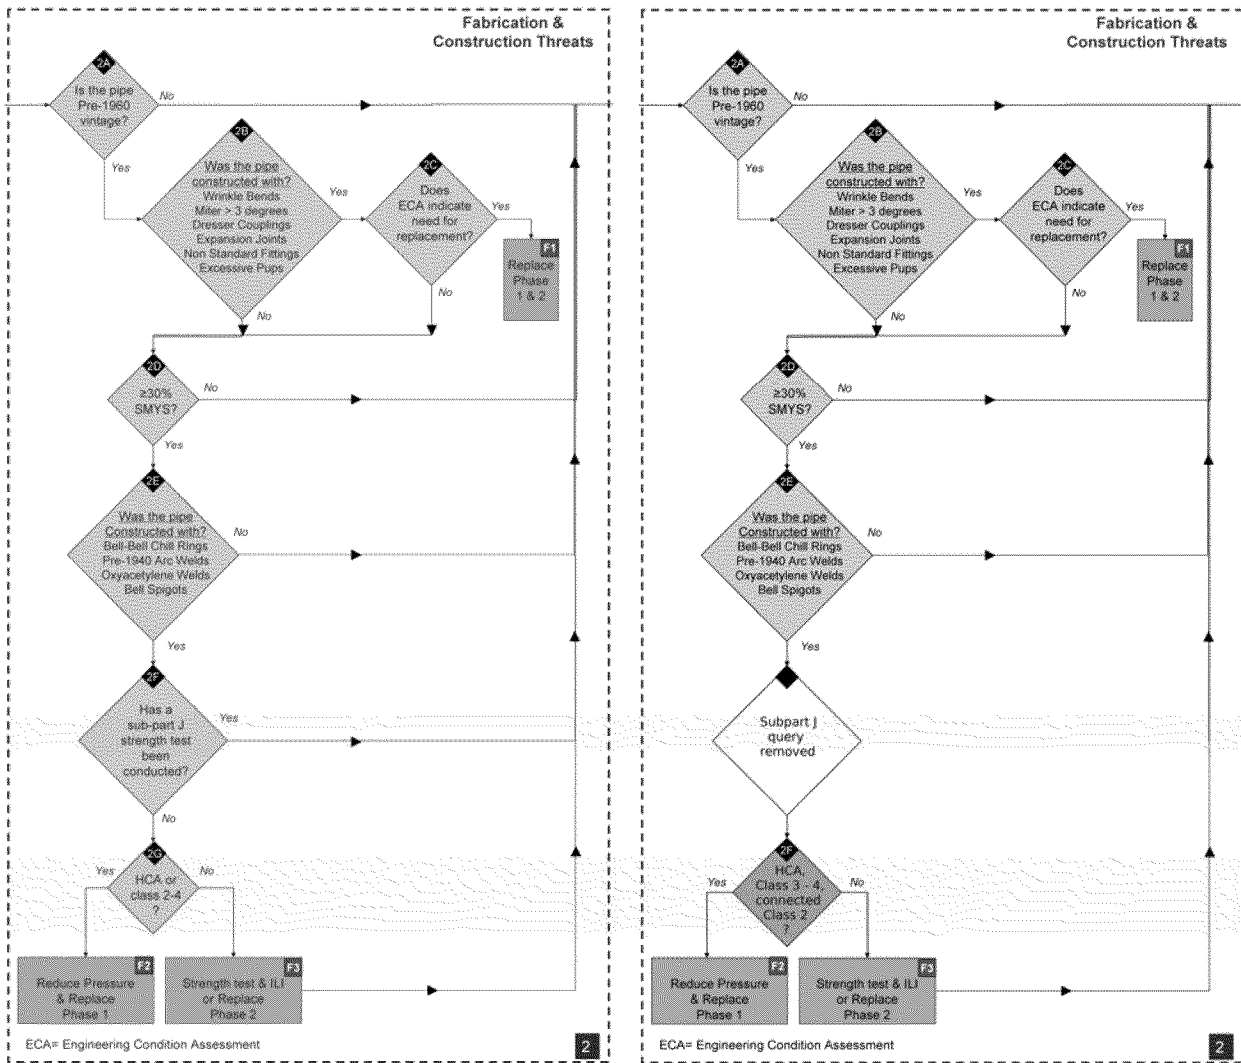 Fabrication &
Construction Threats
2A
Is the pipe
Pre-1960
vintage?
No
Yes
2B
Was the pipe
constructed with?
Wrinkle Bends
Miter > 3 degrees
Dresser Couplings
Expansion Joints
Non Standard Fittings
Excessive Pups
Yes
No
2C
Does
ECA indicate
need for
replacement?
Yes
No
F1
Replace
Phase
1 & 2
2D
≥30%
SMYS?
No
Yes
2E
Was the pipe
Constructed with?
Bell-Bell Chill Rings
Pre-1940 Arc Welds
Oxyacetylene Welds
Bell Spigots
No
Yes
2F
Has a
sub-part J
strength test
been
conducted?
Yes
No
2G
HCA or
class 2-4
?
Yes
No
F2
Reduce Pressure
& Replace
Phase 1
F3
Strength test & ILI
or Replace
Phase 2
ECA= Engineering Condition Assessment
2
Fabrication &
Construction Threats
2A
Is the pipe
Pre-1960
vintage?
No
Yes
2B
Was the pipe
constructed with?
Wrinkle Bends
Miter > 3 degrees
Dresser Couplings
Expansion Joints
Non Standard Fittings
Excessive Pups
Yes
No
2C
Does
ECA indicate
need for
replacement?
Yes
No
F1
Replace
Phase
1 & 2
2D
≥30%
SMYS?
No
Yes
2E
Was the pipe
Constructed with?
Bell-Bell Chill Rings
Pre-1940 Arc Welds
Oxyacetylene Welds
Bell Spigots
No
Yes
Subpart J
query
removed
2F
HCA,
Class 3 - 4,
connected
Class 2
?
Yes
No
F2
Reduce Pressure
& Replace
Phase 1
F3
Strength test & ILI
or Replace
Phase 2
ECA= Engineering Condition Assessment
2